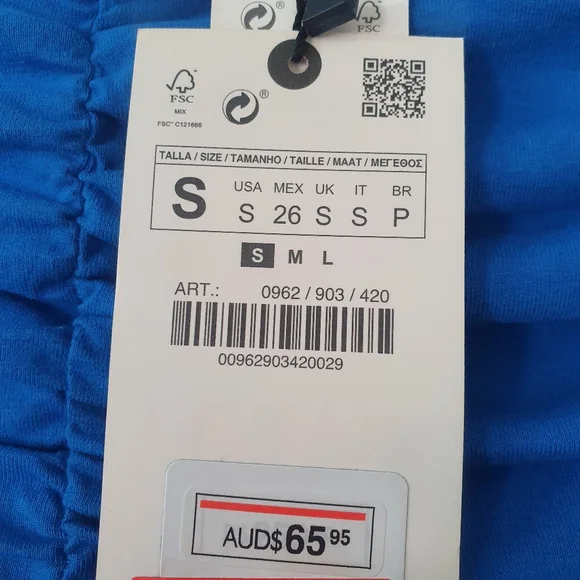 FSC
MIX
FSC® C121666
®
TALLA / SIZE / TAMANHO / TAILLE / MAAT / ΜΕΓΕΘΟΣ
S
USA MEX UK IT BR
S 26 S S P
S M L
ART.: 0962 / 903 / 420
00962903420029
AUD$65 95